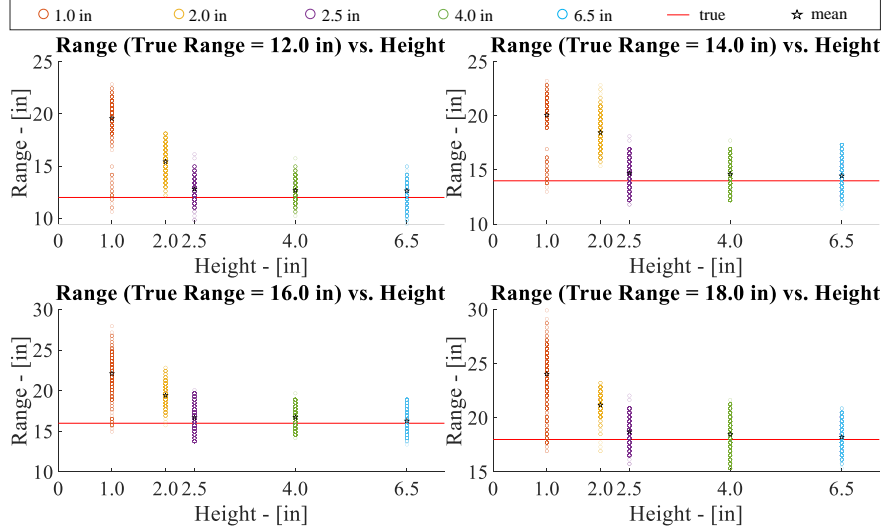 1.0 in 2.0 in 2.5 in 4.0 in 6.5 in true mean
Range (True Range = 12.0 in) vs. Height
25
20
15
10
Range - [in]
0 1.0 2.0 2.5 4.0 6.5
Height - [in]
Range (True Range = 14.0 in) vs. Height
25
20
15
10
Range - [in]
0 1.0 2.0 2.5 4.0 6.5
Height - [in]
Range (True Range = 16.0 in) vs. Height
30
25
20
15
10
Range - [in]
0 1.0 2.0 2.5 4.0 6.5
Height - [in]
Range (True Range = 18.0 in) vs. Height
30
25
20
15
Range - [in]
0 1.0 2.0 2.5 4.0 6.5
Height - [in]